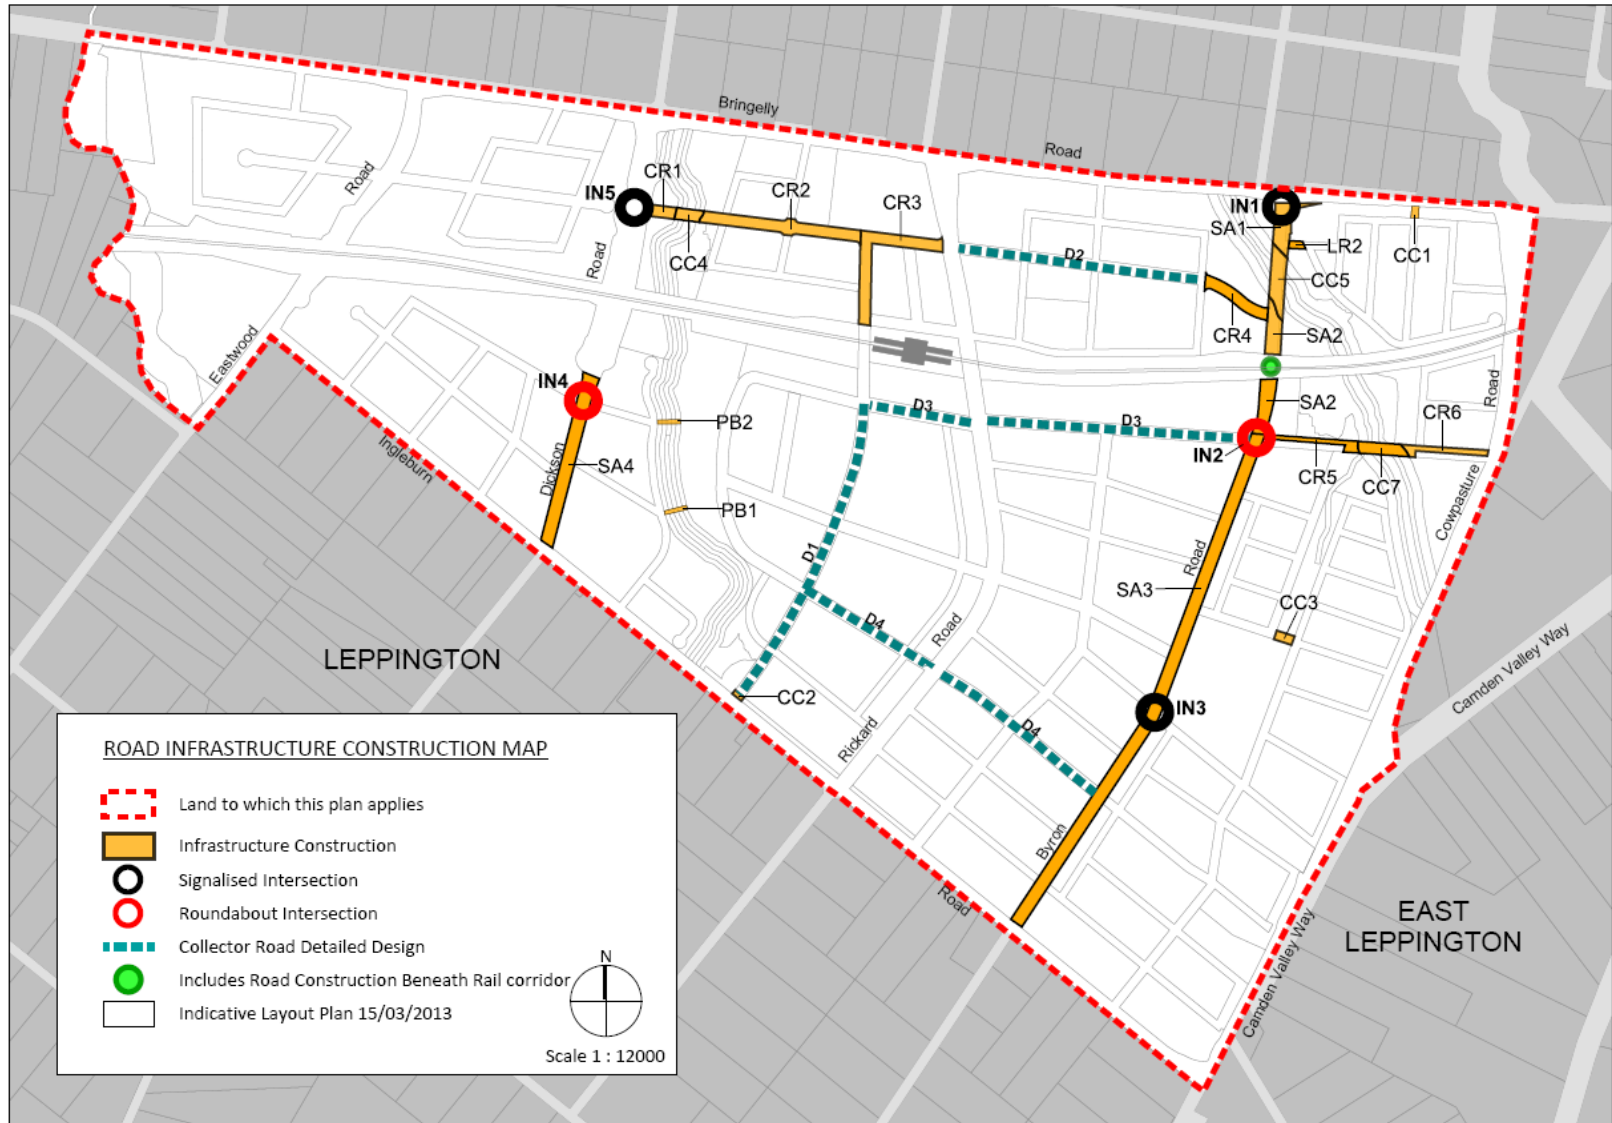 Bringelly
Road
Road
CR1
IN5
CR2
CR3
IN1
SA1
LR2
CC1
CC4
D2
CC5
Road
CR4
SA2
Eastwood
IN4
SA2
Road
CR6
D3
D3
PB2
IN2
CR5
CC7
Ingleburn
Dickson
SA4
PB1
Cowpasture
D1
Road
SA3
CC3
D4
Road
LEPPINGTON
CC2
IN3
Camden Valley Way
Rickard
D4
Byron
Road
EAST
LEPPINGTON
Camden Valley Way
ROAD INFRASTRUCTURE CONSTRUCTION MAP
Land to which this plan applies
Infrastructure Construction
Signalised Intersection
Roundabout Intersection
Collector Road Detailed Design
Includes Road Construction Beneath Rail corridor
Indicative Layout Plan 15/03/2013
N
Scale 1 : 12000